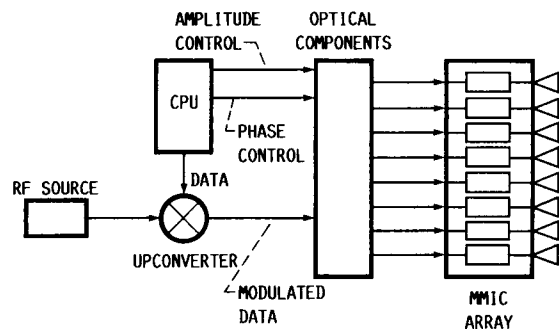 AMPLITUDE
CONTROL
OPTICAL
COMPONENTS
CPU
PHASE
CONTROL
DATA
RF SOURCE
UPCONVERTER
MODULATED
DATA
MMIC
ARRAY